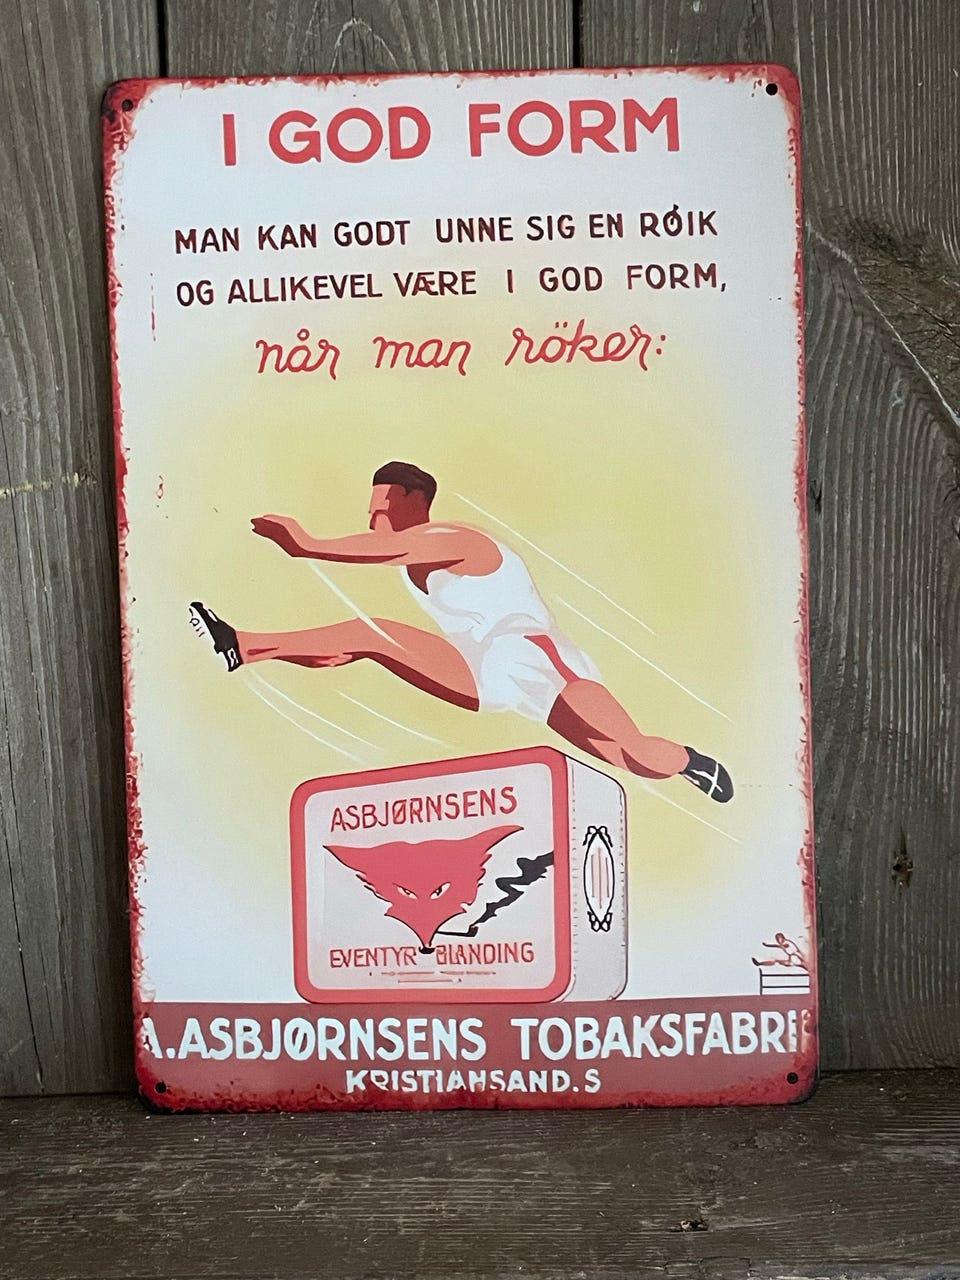 I GOD FORM
MAN KAN GODT UNNE SIG EN RØIK
OG ALLIKEVEL VÆRE I GOD FORM,
når man röker:
ASBJØRNSENS
EVENTYR BLANDING
A.ASBJØRNSENS TOBAKSFABRI
KRISTIANSAND.S